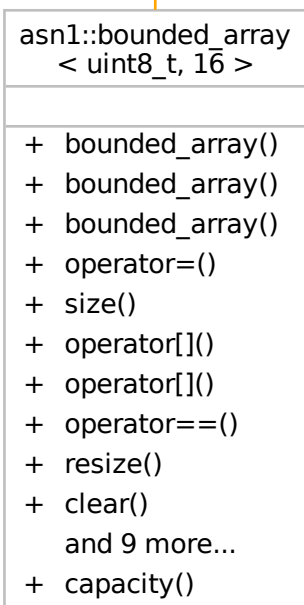 asn1::bounded_array
< uint8_t, 16 >
+ bounded_array()
+ bounded_array()
+ bounded_array()
+ operator=()
+ size()
+ operator[]()
+ operator[]()
+ operator==()
+ resize()
+ clear()
and 9 more...
+ capacity()